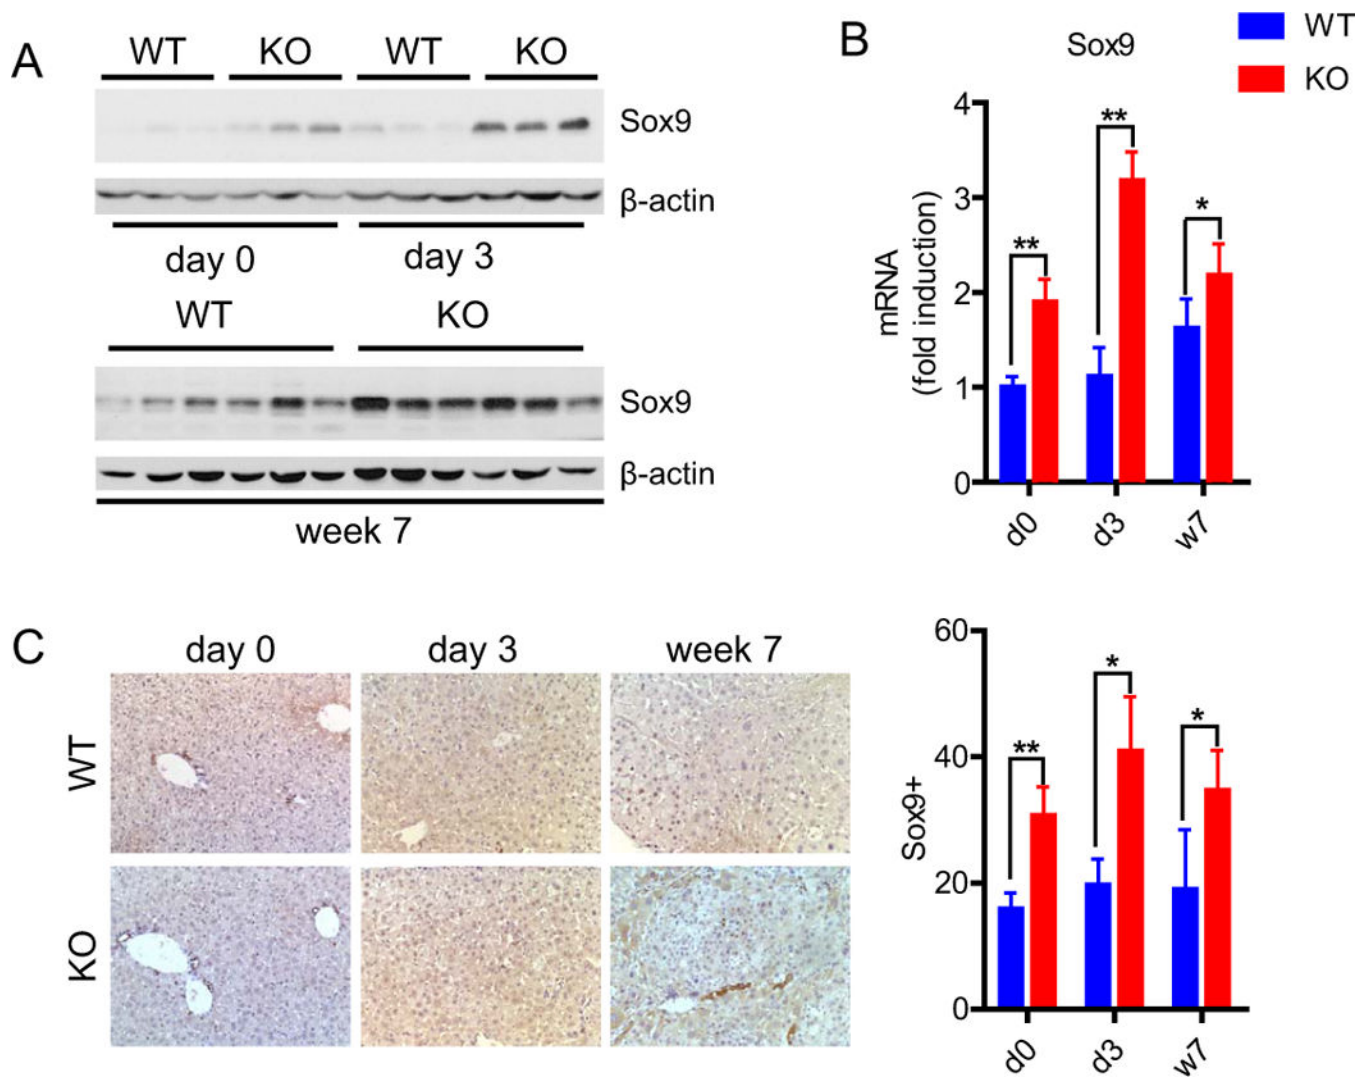 A
WT KO WT KO
Sox9
β-actin
day 0 day 3
WT KO
Sox9
β-actin
week 7
B
Sox9
WT
KO
mRNA
(fold induction)
4
3
2
1
0
** ** *
d0 d3 w7
C
day 0 day 3 week 7
WT
KO
Sox9+
60
40
20
0
** * *
d0 d3 w7